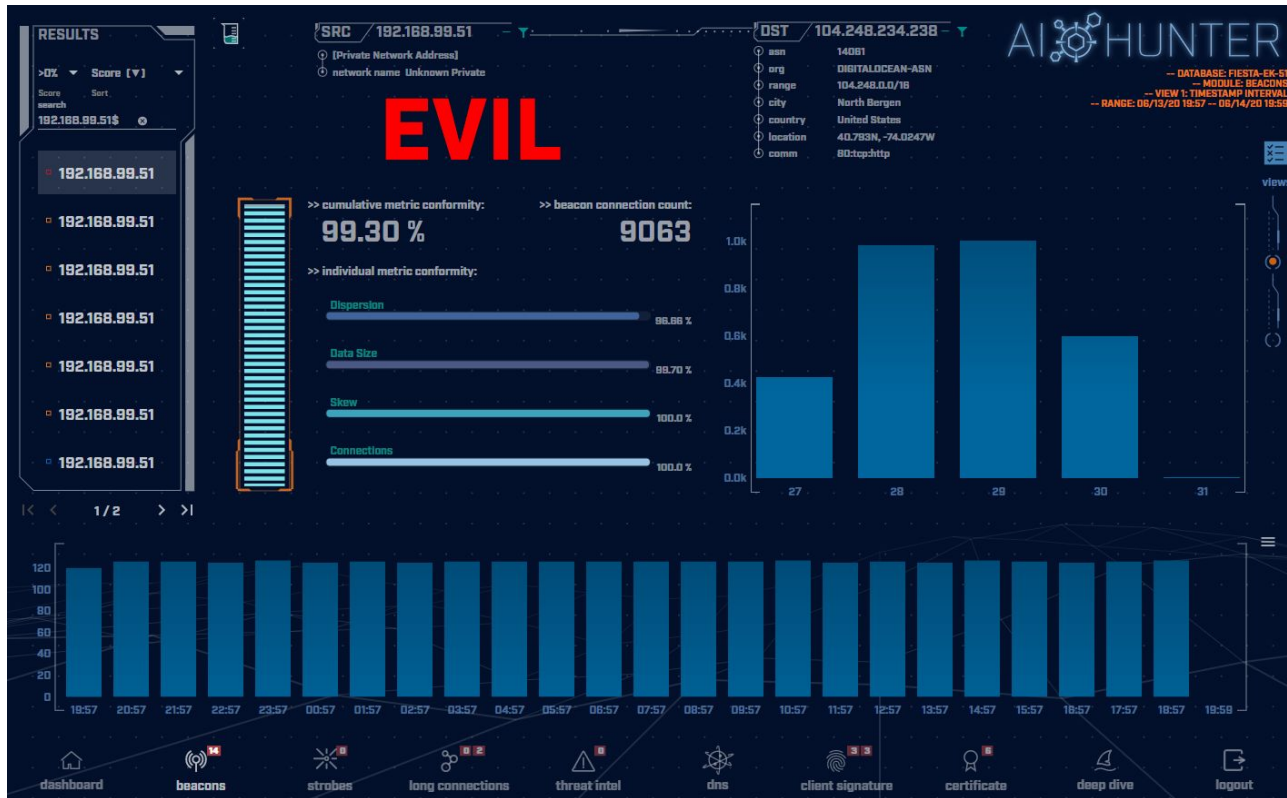 RESULTS
>0% Score [▼]
Score Sort
search
192.168.99.51$
192.168.99.51
192.168.99.51
192.168.99.51
192.168.99.51
192.168.99.51
192.168.99.51
192.168.99.51
1 / 2
SRC 192.168.99.51
[Private Network Address]
network name Unknown Private
EVIL
DST 104.248.234.238
asn 14061
org DIGITALOCEAN-ASN
range 104.248.0.0/16
city North Bergen
country United States
location 40.793N, -74.0247W
comm 80:tcp:http
AI HUNTER
-- DATABASE: FIESTA-EK-51
-- MODULE: BEACONS
-- VIEW 1: TIMESTAMP INTERVAL
-- RANGE: 06/13/20 19:57 -- 06/14/20 19:59
view
>> cumulative metric conformity:
99.30 %
>> beacon connection count:
9063
>> individual metric conformity:
Dispersion
96.66 %
Data Size
99.70 %
Skew
100.0 %
Connections
100.0 %
1.0k
0.8k
0.6k
0.4k
0.2k
0.0k
27 28 29 30 31
120
100
80
60
40
20
0
19:57 20:57 21:57 22:57 23:57 00:57 01:57 02:57 03:57 04:57 05:57 06:57 07:57 08:57 09:57 10:57 11:57 12:57 13:57 14:57 15:57 16:57 17:57 18:57 19:59
14 0 0 2 0 3 3 6
dashboard beacons strobes long connections threat intel dns client signature certificate deep dive logout